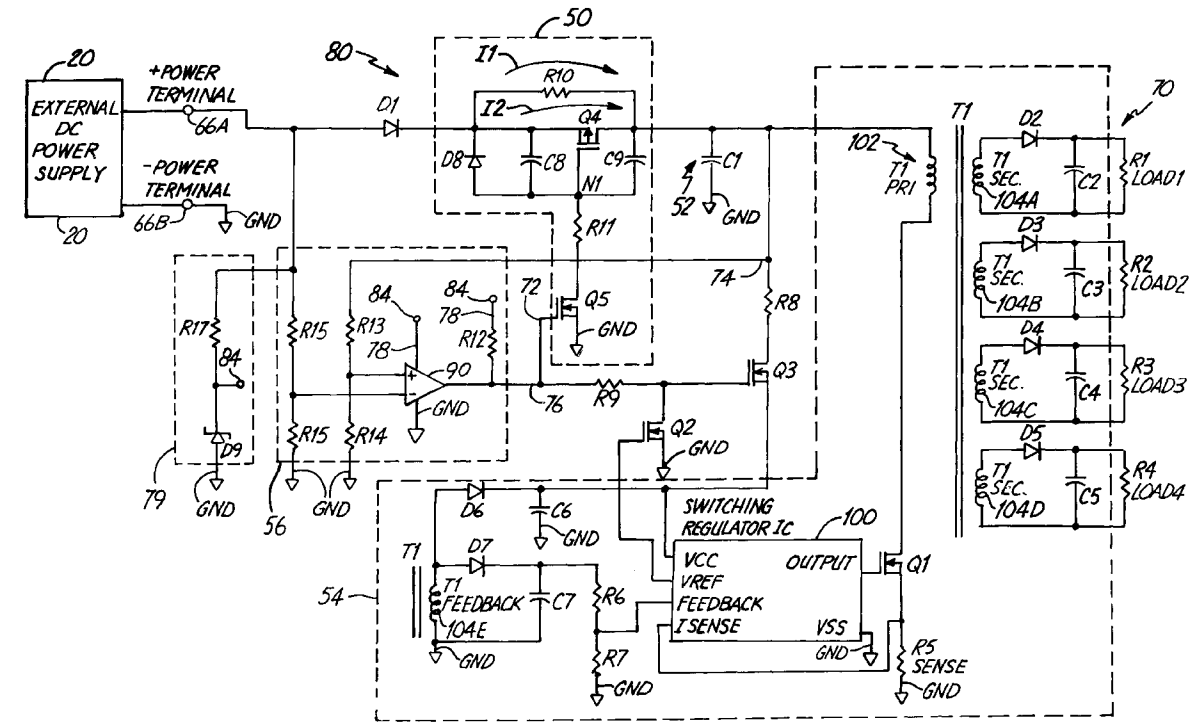 50
80
I1
R10
I2
Q4
D8
C8
C9
N1
R11
Q5
GND
72
20
EXTERNAL
DC
POWER
SUPPLY
20
+POWER
TERMINAL
66A
-POWER
TERMINAL
66B
GND
D1
C1
52
GND
74
R8
Q3
102
T1
PRI
T1
70
D2
T1
SEC.
104A
C2
R1
LOAD1
D3
T1
SEC.
104B
C3
R2
LOAD2
D4
T1
SEC.
104C
C4
R3
LOAD3
D5
T1
SEC.
104D
C5
R4
LOAD4
R17
84
D9
GND
79
R15
R13
84
78
84
78
R12
+
-
90
GND
R15
R14
GND
56
76
R9
Q2
GND
D6
C6
GND
T1
D7
T1
FEEDBACK
104E
C7
GND
54
R6
R7
GND
SWITCHING
REGULATOR IC
100
VCC
OUTPUT
VREF
FEEDBACK
ISENSE
VSS
GND
Q1
R5
SENSE
GND